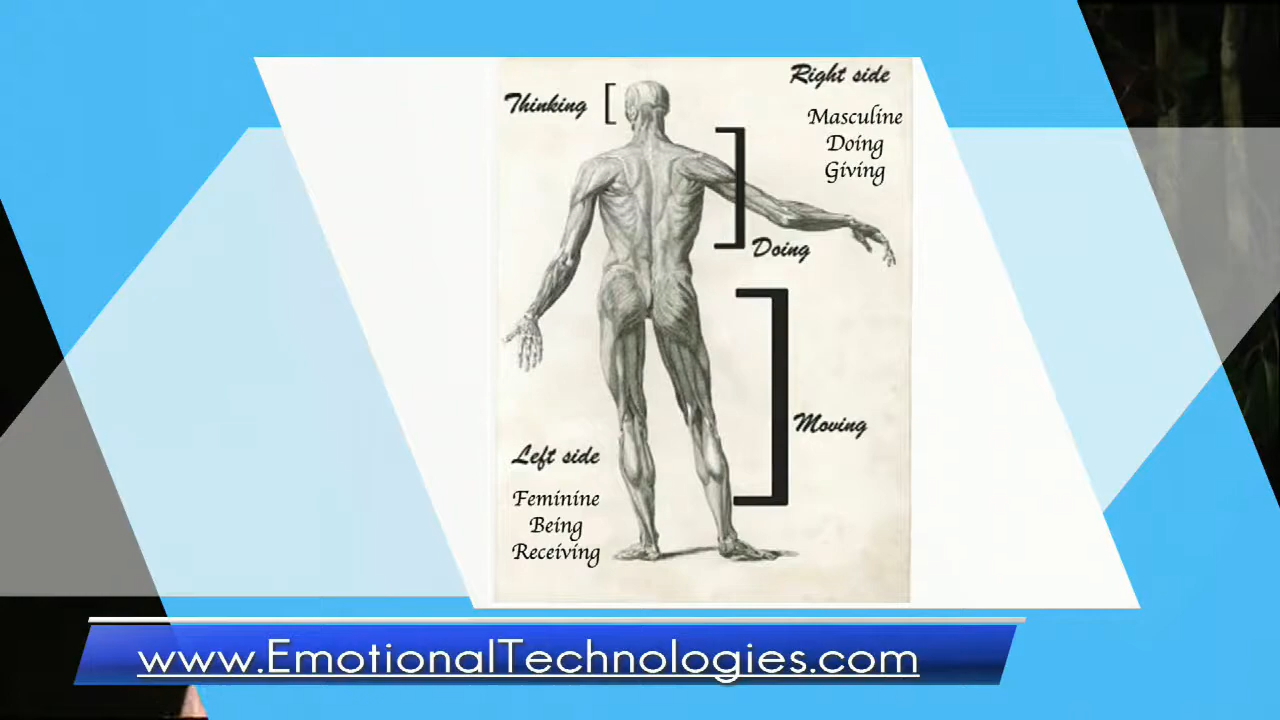 Right side
Thinking
Masculine
Doing
Giving
Doing
Moving
Left side
Feminine
Being
Receiving
www.EmotionalTechnologies.com